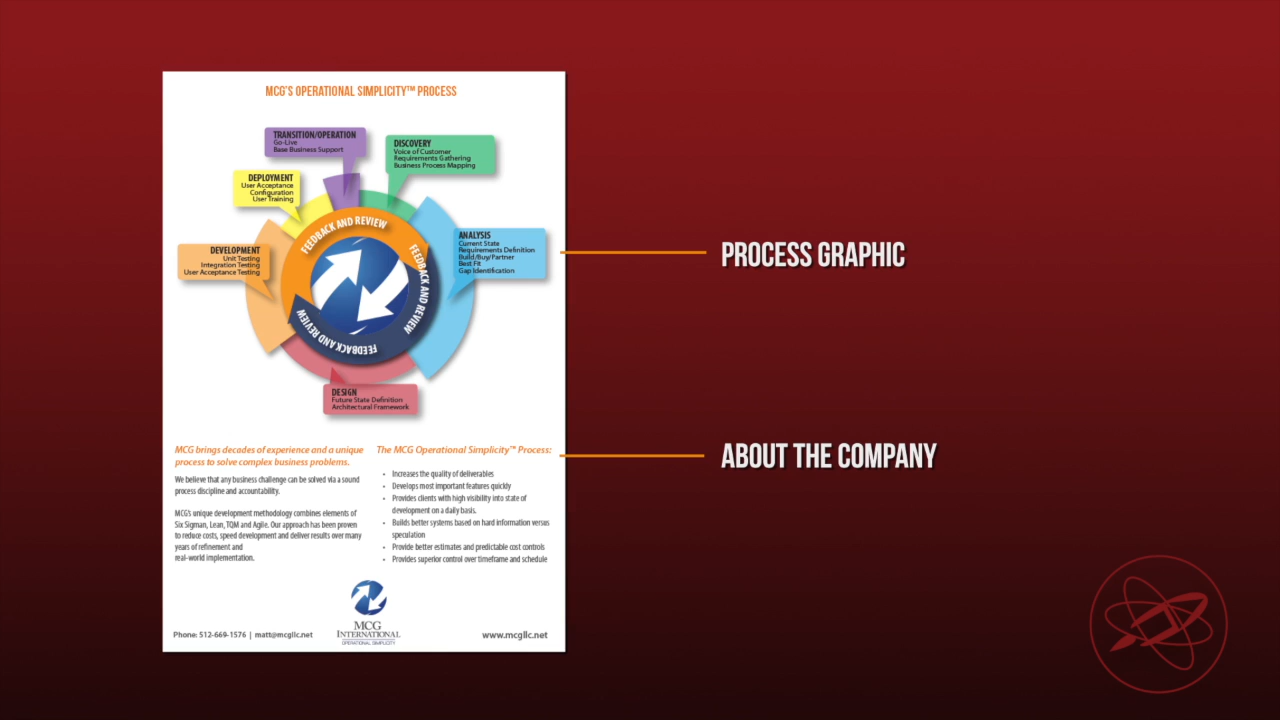 MCG'S OPERATIONAL SIMPLICITY™ PROCESS
TRANSITION/OPERATION
Go-Live
Base Business Support
DISCOVERY
Voice of Customer
Requirements Gathering
Business Process Mapping
DEPLOYMENT
User Acceptance
Configuration
User Training
FEEDBACK AND REVIEW
FEEDBACK AND REVIEW
FEEDBACK AND REVIEW
ANALYSIS
Current State
Requirements Definition
Build/Buy/Partner
Best Fit
Gap Identification
DEVELOPMENT
Unit Testing
Integration Testing
User Acceptance Testing
DESIGN
Future State Definition
Architectural Framework
PROCESS GRAPHIC
MCG brings decades of experience and a unique
process to solve complex business problems.
We believe that any business challenge can be solved via a sound
process discipline and accountability.
MCG's unique development methodology combines elements of
Six Sigman, Lean, TQM and Agile. Our approach has been proven
to reduce costs, speed development and deliver results over many
years of refinement and
real-world implementation.
The MCG Operational Simplicity™ Process:
• Increases the quality of deliverables
• Develops most important features quickly
• Provides clients with high visibility into state of
development on a daily basis.
• Builds better systems based on hard information versus
speculation
• Provide better estimates and predictable cost controls
• Provides superior control over timeframe and schedule
ABOUT THE COMPANY
Phone: 512-669-1576 | matt@mcgllc.net
MCG
INTERNATIONAL
OPERATIONAL SIMPLICITY
www.mcgllc.net